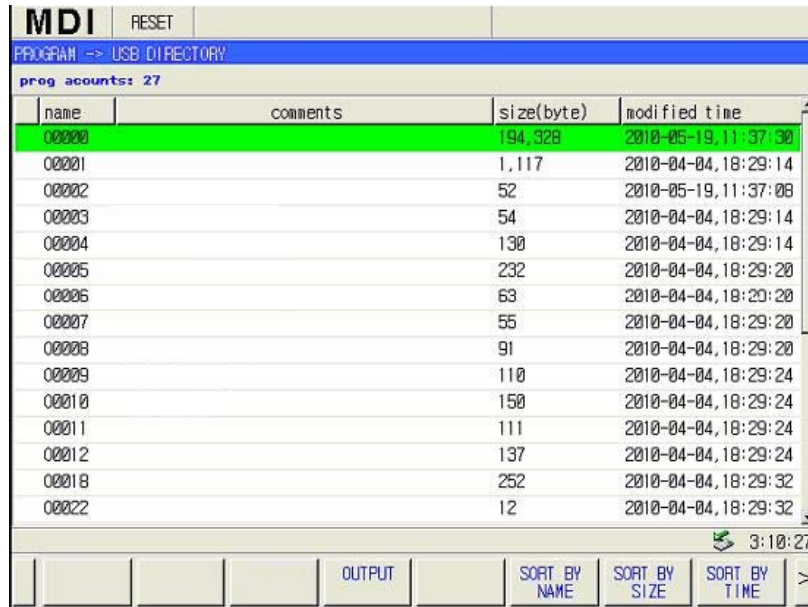 MDI RESET
PROGRAM -> USB DIRECTORY
prog acounts: 27
name comments size(byte) modified time
O0000 194,328 2010-05-19,11:37:30
O0001 1,117 2010-04-04,18:29:14
O0002 52 2010-05-19,11:37:08
O0003 54 2010-04-04,18:29:14
O0004 130 2010-04-04,18:29:14
O0005 232 2010-04-04,18:29:20
O0006 63 2010-04-04,18:29:20
O0007 55 2010-04-04,18:29:20
O0008 91 2010-04-04,18:29:20
O0009 110 2010-04-04,18:29:24
O0010 150 2010-04-04,18:29:24
O0011 111 2010-04-04,18:29:24
O0012 137 2010-04-04,18:29:24
O0018 252 2010-04-04,18:29:32
O0022 12 2010-04-04,18:29:32
3:10:27
OUTPUT SORT BY NAME SORT BY SIZE SORT BY TIME >